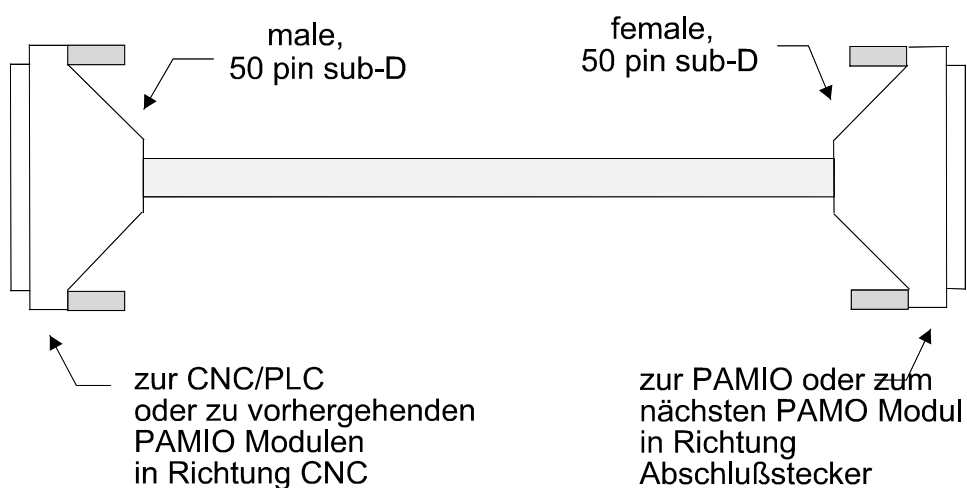 male,
50 pin sub-D
female,
50 pin sub-D
zur CNC/PLC
oder zu vorhergehenden
PAMIO Modulen
in Richtung CNC
zur PAMIO oder zum
nächsten PAMO Modul
in Richtung
Abschlußstecker